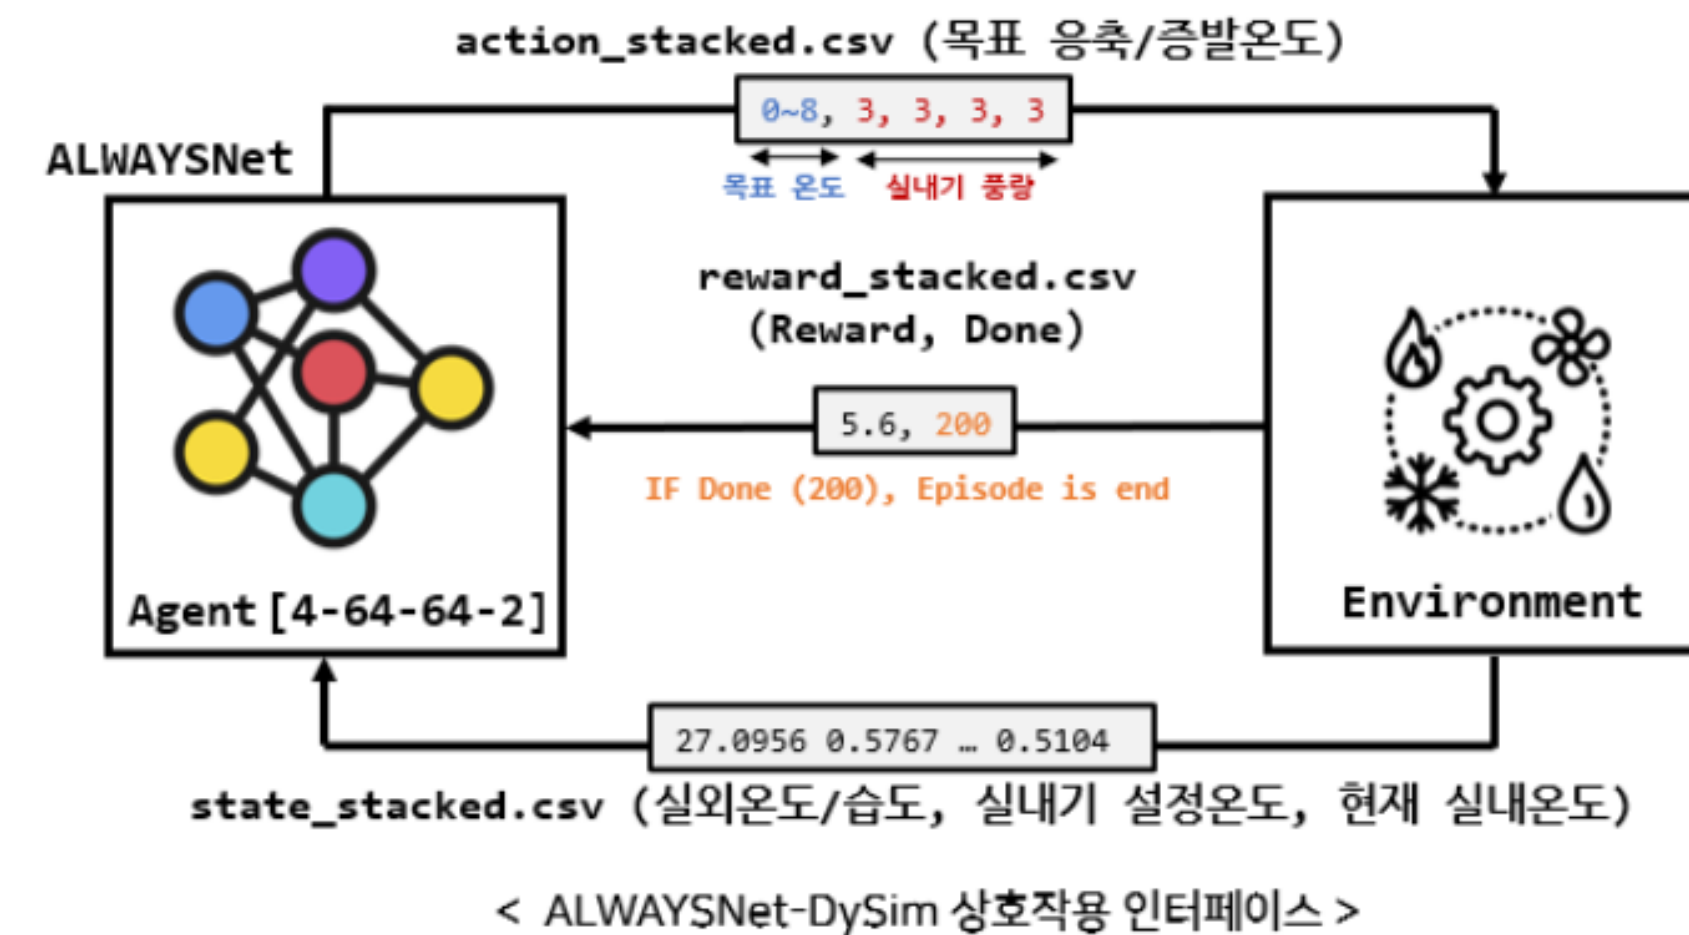 action_stacked.csv (목표 응축/증발온도)
0~8, 3, 3, 3, 3
목표 온도
실내기 풍량
ALWAYSNet
reward_stacked.csv
(Reward, Done)
5.6, 200
IF Done (200), Episode is end
Agent[4-64-64-2]
Environment
27.0956 0.5767 … 0.5104
state_stacked.csv (실외온도/습도, 실내기 설정온도, 현재 실내온도)
< ALWAYSNet-DySim 상호작용 인터페이스 >